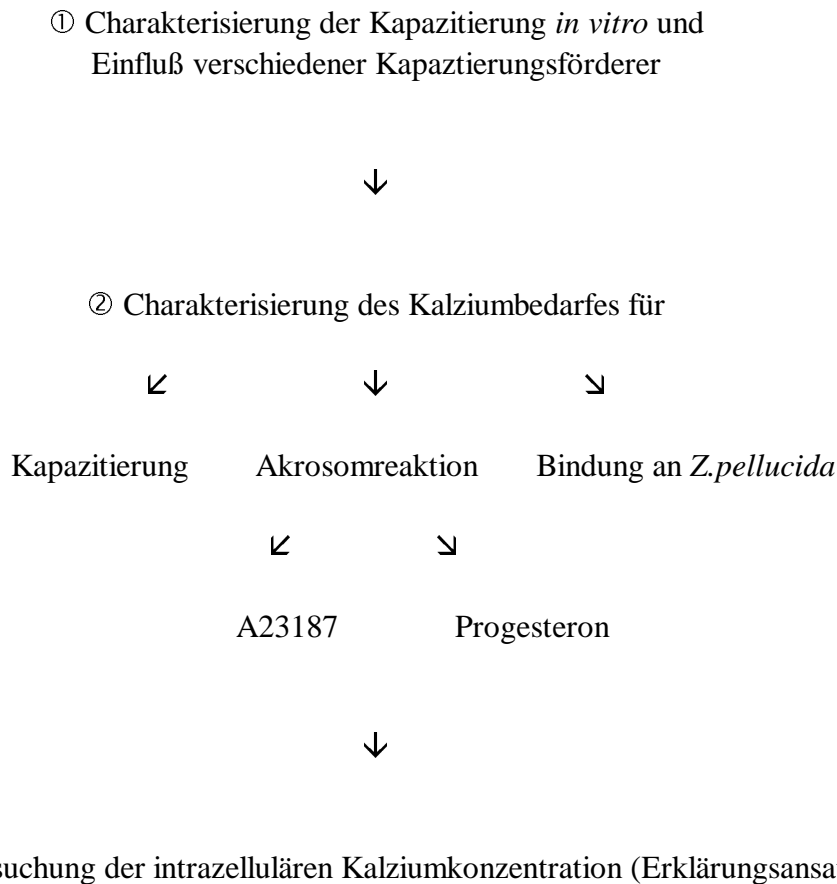 ① Charakterisierung der Kapazitierung in vitro und
Einfluß verschiedener Kapaztierungsförderer
↓
② Charakterisierung des Kalziumbedarfes für
↙ ↓ ↘
Kapazitierung Akrosomreaktion Bindung an Z.pellucida
↙ ↘
A23187 Progesteron
↓
suchung der intrazellulären Kalziumkonzentration (Erklärungsansa